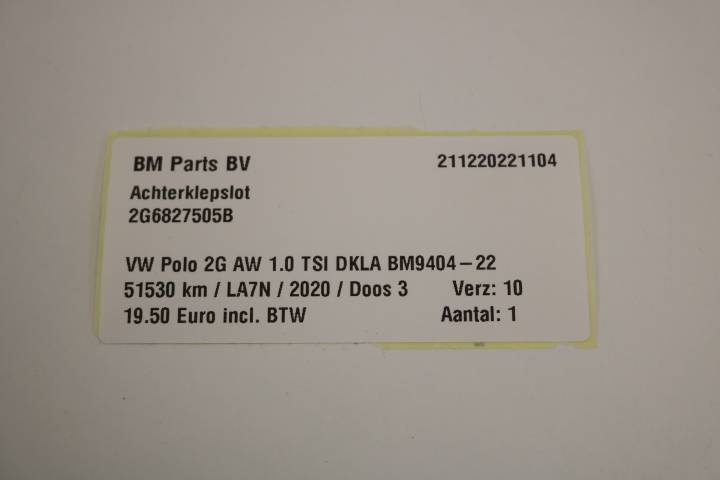 BM Parts BV 211220221104
Achterklepslot
2G6827505B
VW Polo 2G AW 1.0 TSI DKLA BM9404-22
51530 km / LA7N / 2020 / Doos 3 Verz: 10
19.50 Euro incl. BTW Aantal: 1